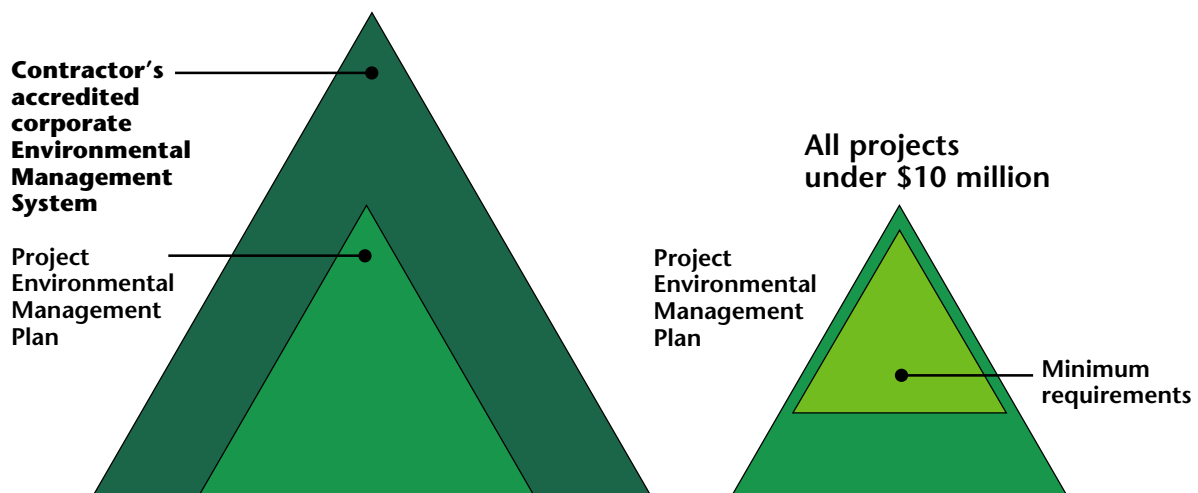 Contractor's
accredited
corporate
Environmental
Management
System
Project
Environmental
Management
Plan
All projects
under $10 million
Project
Environmental
Management
Plan
Minimum
requirements